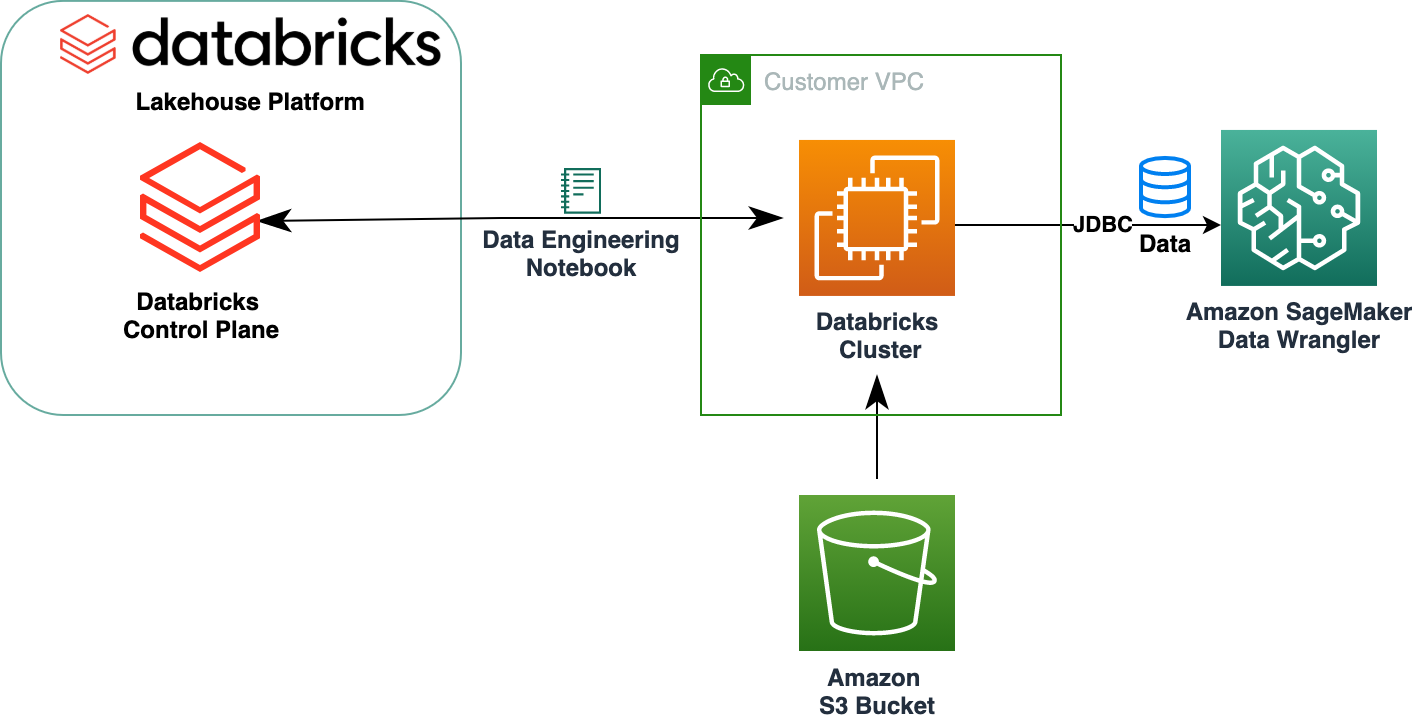 databricks
Lakehouse Platform
Databricks
Control Plane
Data Engineering
Notebook
Customer VPC
Databricks
Cluster
JDBC
Data
Amazon SageMaker
Data Wrangler
Amazon
S3 Bucket